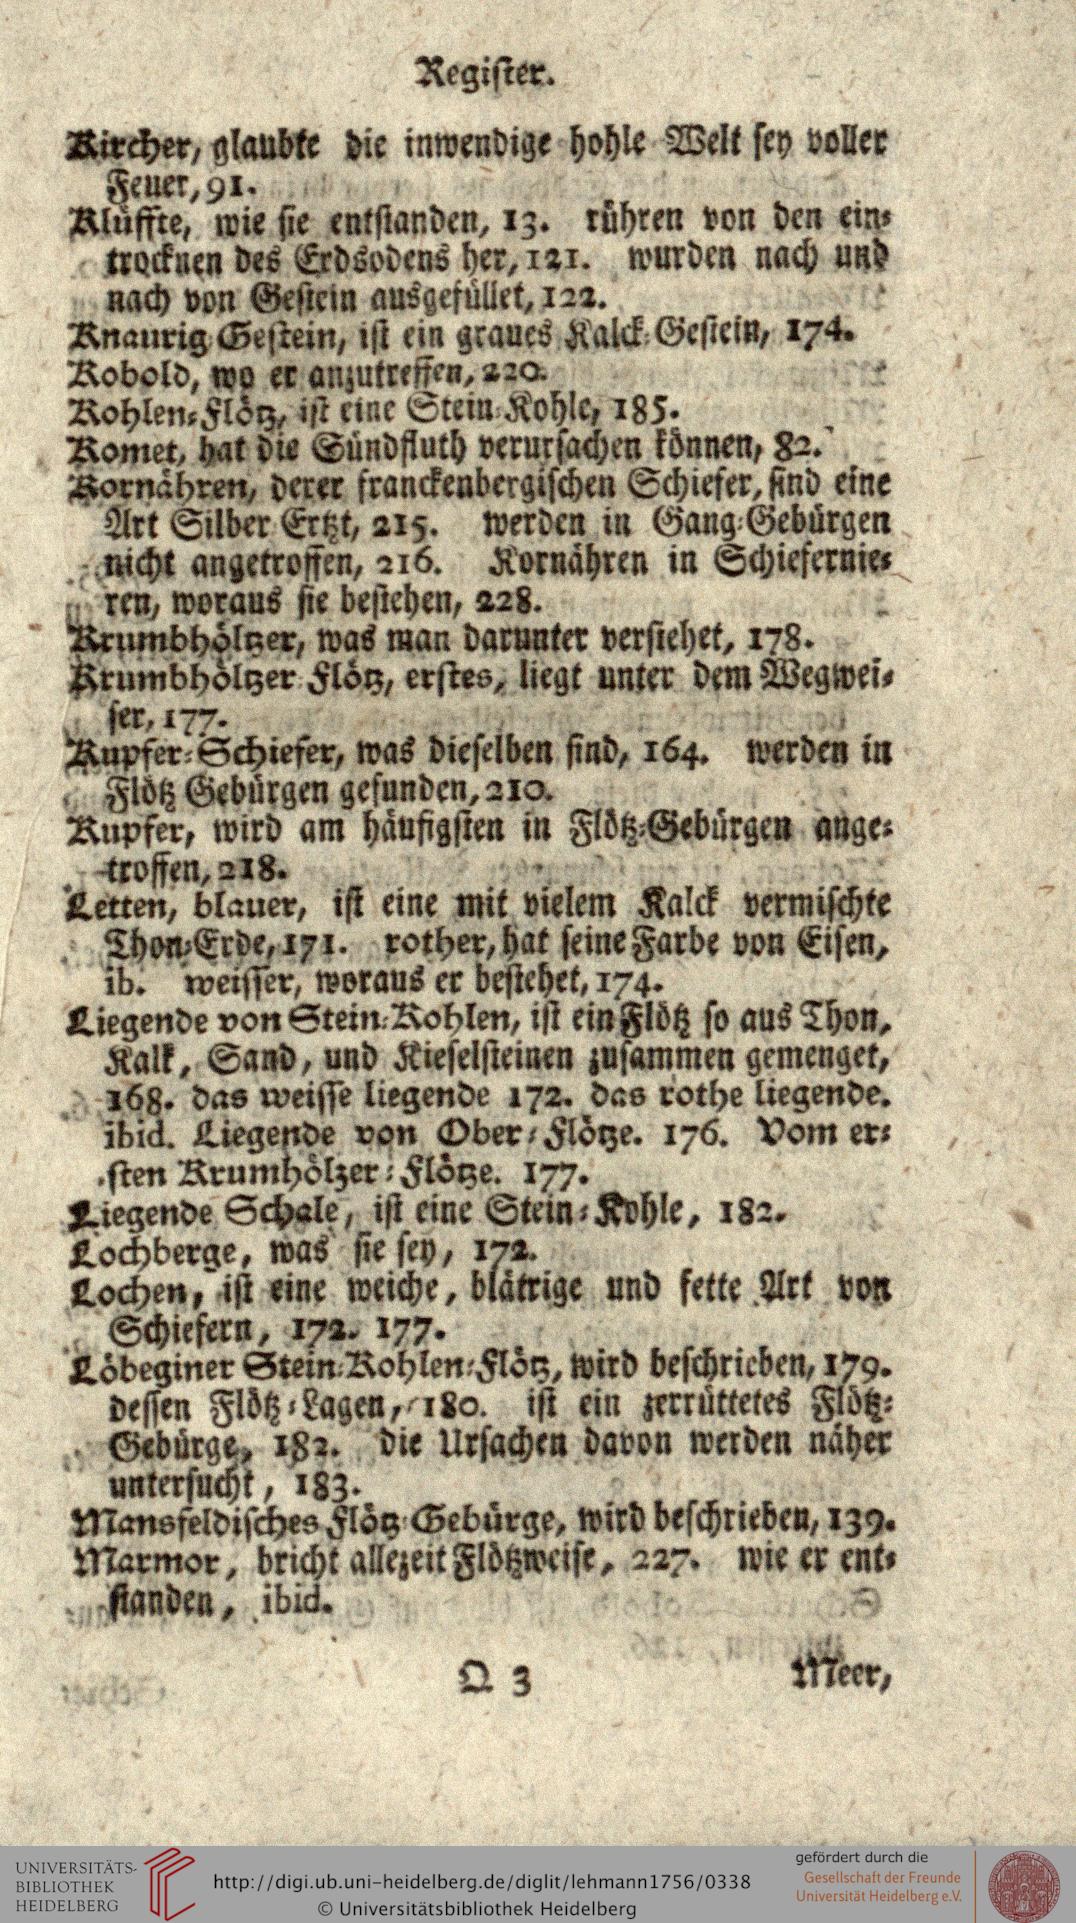 Register.
Kircher, glaubte die inwendige hohle Welt sey voller
Feuer, 91.
Klüffte, wie sie entstanden, 13. rühren von den ein⸗
trocknen des Erdsodens her, 121. wurden nach und
nach von Gestein ausgefüllet, 122.
Knaurig Gestein, ist ein graues Kalck⸗Gestein, 174.
Kobold, wo er anzutreffen, 220.
Kohlen⸗Flötz, ist eine Stein⸗Kohle, 185.
Komet, hat die Sündfluth verursachen können, 82.
Kornähren, derer franckenbergischen Schiefer, sind eine
Art Silber Ertzt, 215. werden in Gang⸗Gebürgen
nicht angetroffen, 216. Kornähren in Schiefernie⸗
ren, woraus sie bestehen, 228.
Krumbhöltzer, was man darunter verstehet, 178.
Krumbhöltzer Flötz, erstes, liegt unter dem Wegwei⸗
ser, 177.
Kupfer⸗Schiefer, was dieselben sind, 164. werden in
Flötz Gebürgen gefunden, 210.
Kupfer, wird am häufigsten in Flötz⸗Gebürgen ange⸗
troffen, 218.
Letten, blauer, ist eine mit vielem Kalck vermischte
Thon⸗Erde, 171. rother, hat seine Farbe von Eisen,
ib. weisser, woraus er bestehet, 174.
Liegende von Stein⸗Kohlen, ist ein Flötz so aus Thon,
Kalk, Sand, und Kieselsteinen zusammen gemenget,
168. das weisse liegende 172. das rothe liegende.
ibid. Liegende von Ober⸗Flötze. 176. Vom er⸗
sten Krumhölzer⸗Flötze. 177.
Liegende Schale, ist eine Stein⸗Kohle, 182.
Lochberge, was sie sey, 172.
Lochen, ist eine weiche, blätrige und fette Art von
Schiefern, 172. 177.
Löbeginer Stein⸗Kohlen⸗Flötz, wird beschrieben, 179.
dessen Flötz⸗Lagen, 180. ist ein zerrüttetes Flötz⸗
Gebürge, 182. die Ursachen davon werden näher
untersucht, 183.
Mansfeldisches Flötz⸗Gebürge, wird beschrieben, 139.
Marmor, bricht allezeit Flötzweise, 227. wie er ent⸗
standen, ibid.
Q 3 Meer,
UNIVERSITÄTS-
BIBLIOTHEK
HEIDELBERG
http://digi.ub.uni-heidelberg.de/diglit/lehmann1756/0338
© Universitätsbibliothek Heidelberg
gefördert durch die
Gesellschaft der Freunde
Universität Heidelberg e.V.